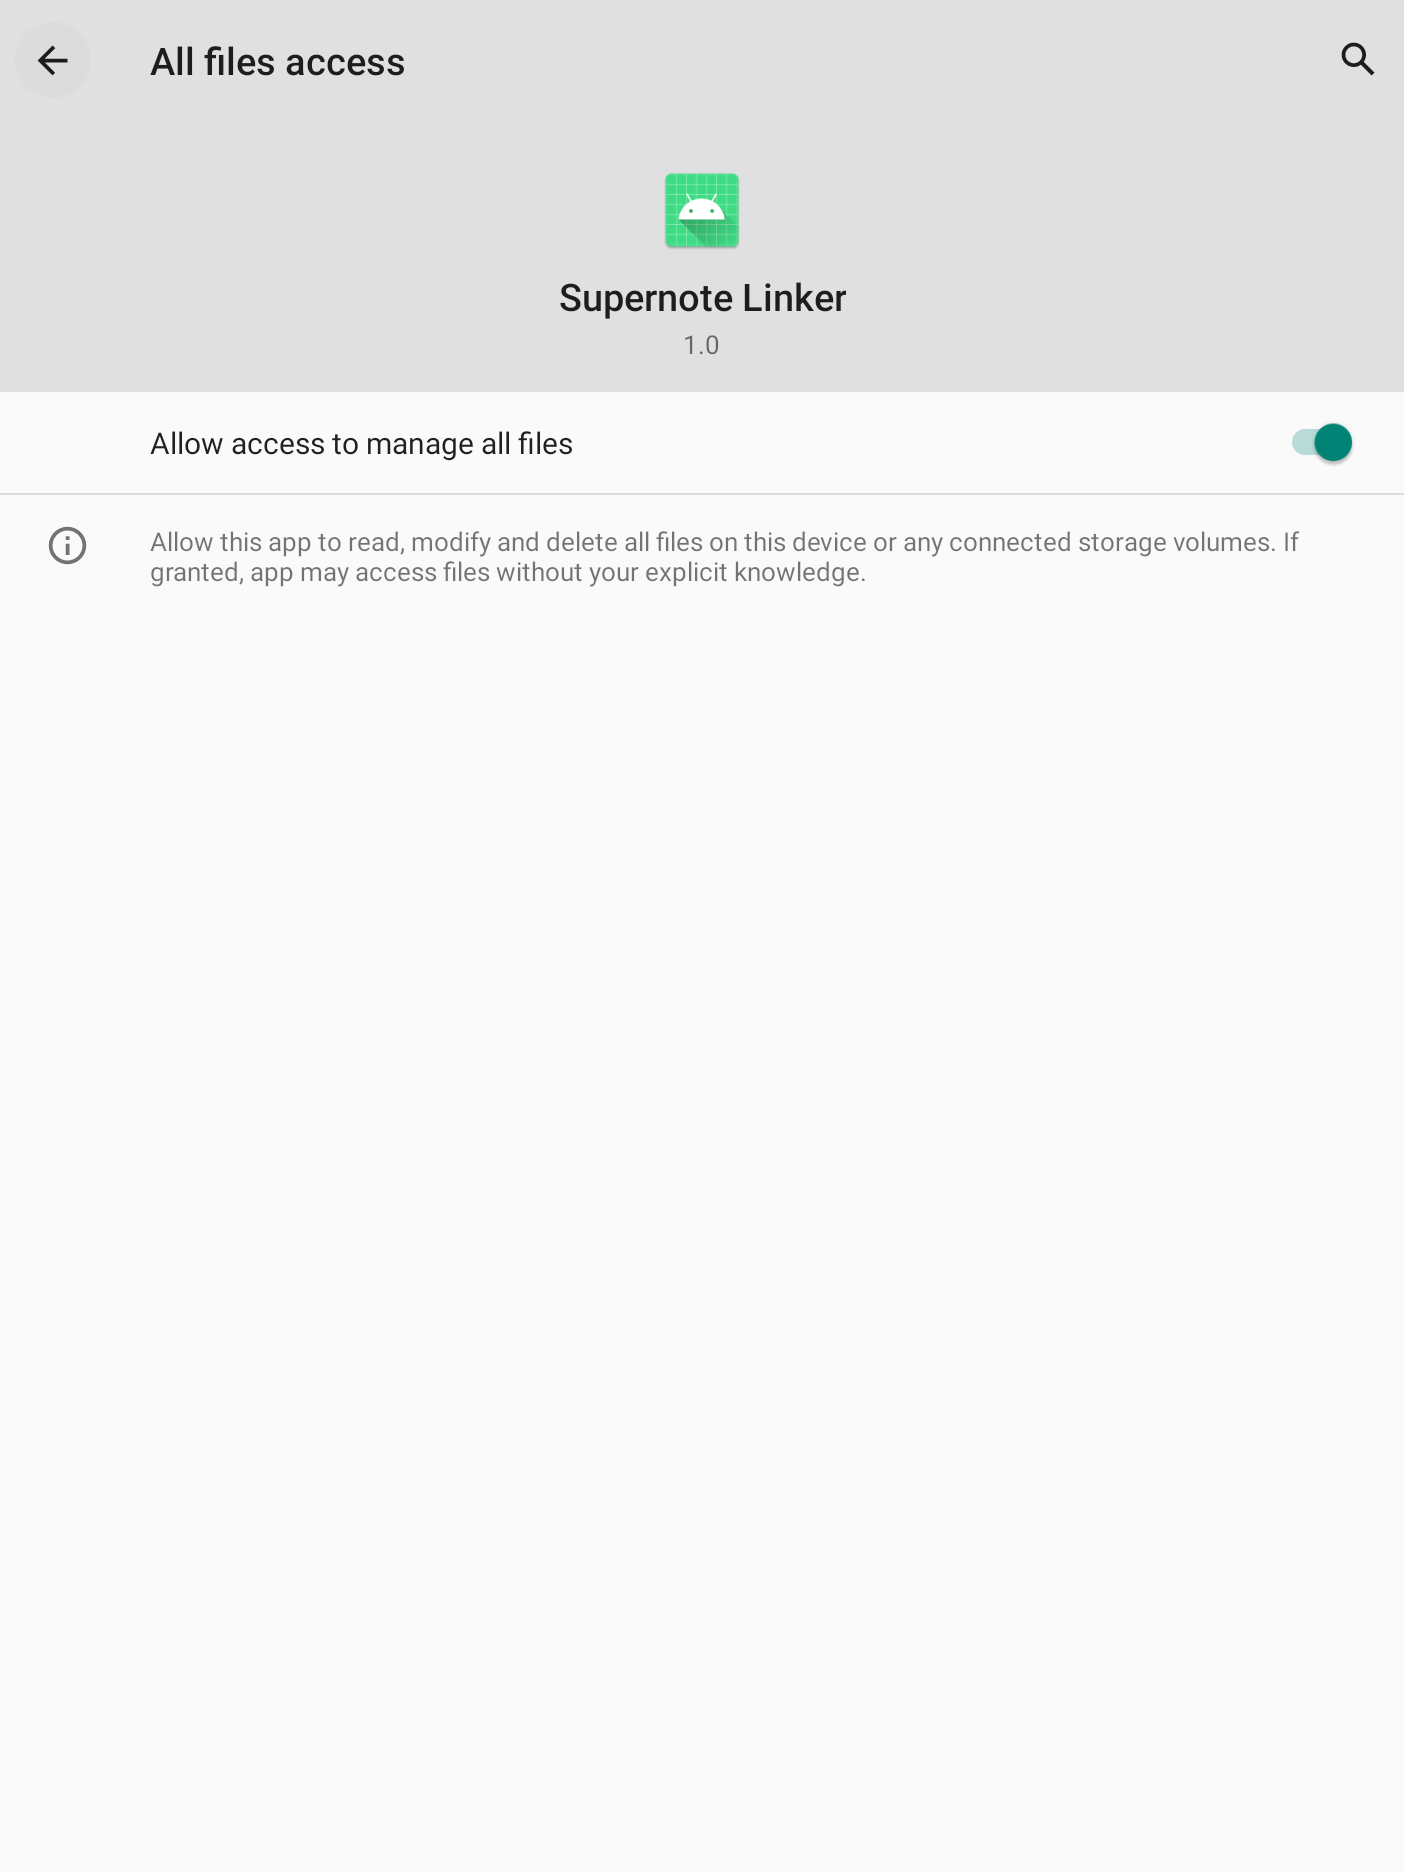 All files access
Supernote Linker
1.0
Allow access to manage all files
Allow this app to read, modify and delete all files on this device or any connected storage volumes. If
granted, app may access files without your explicit knowledge.